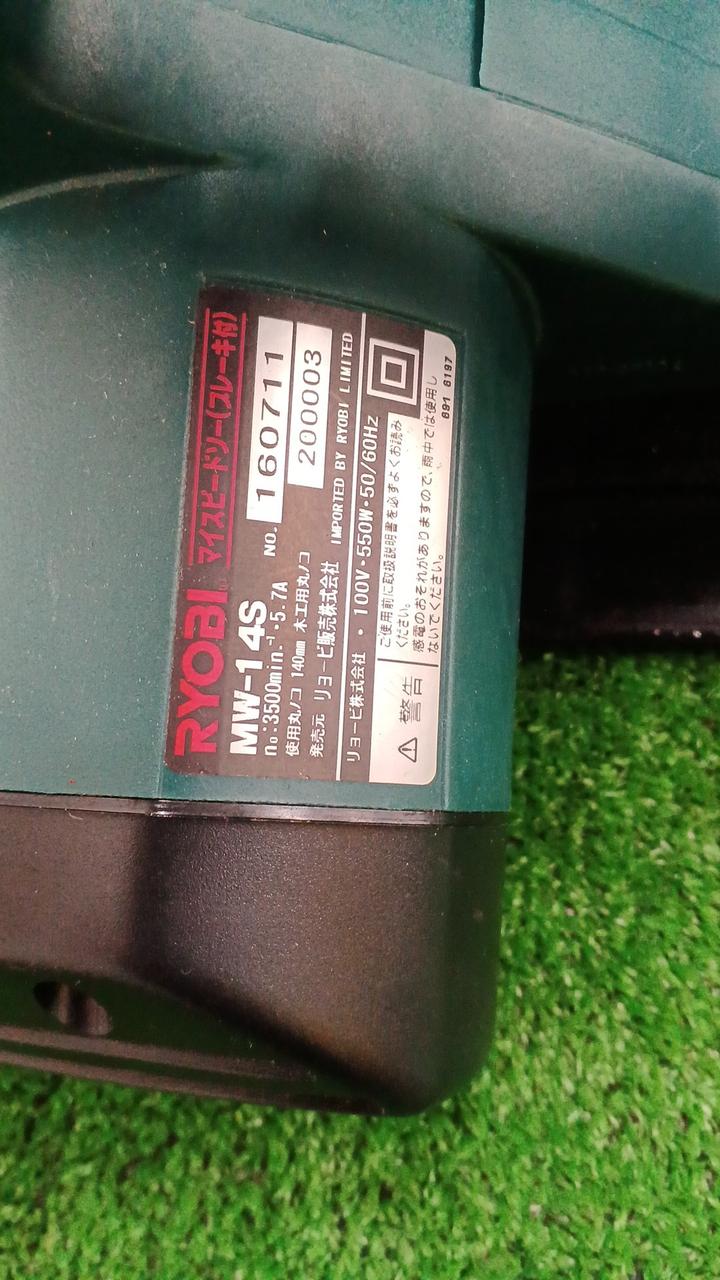 RYOBI マイスピードソー(ブレーキ付)
MW-14S
NO. 160711
200003
n₀:3500min.⁻¹・5.7A
使用丸ノコ 140mm 木工用丸ノコ
発売元 リョービ販売株式会社 IMPORTED BY RYOBI LIMITED
リョービ株式会社 ・ 100V・550W・50/60Hz
⚠ 警告
ご使用前に取扱説明書を必ずよくお読み
ください。
感電のおそれがありますので、雨中では使用し
ないでください。
691 6197